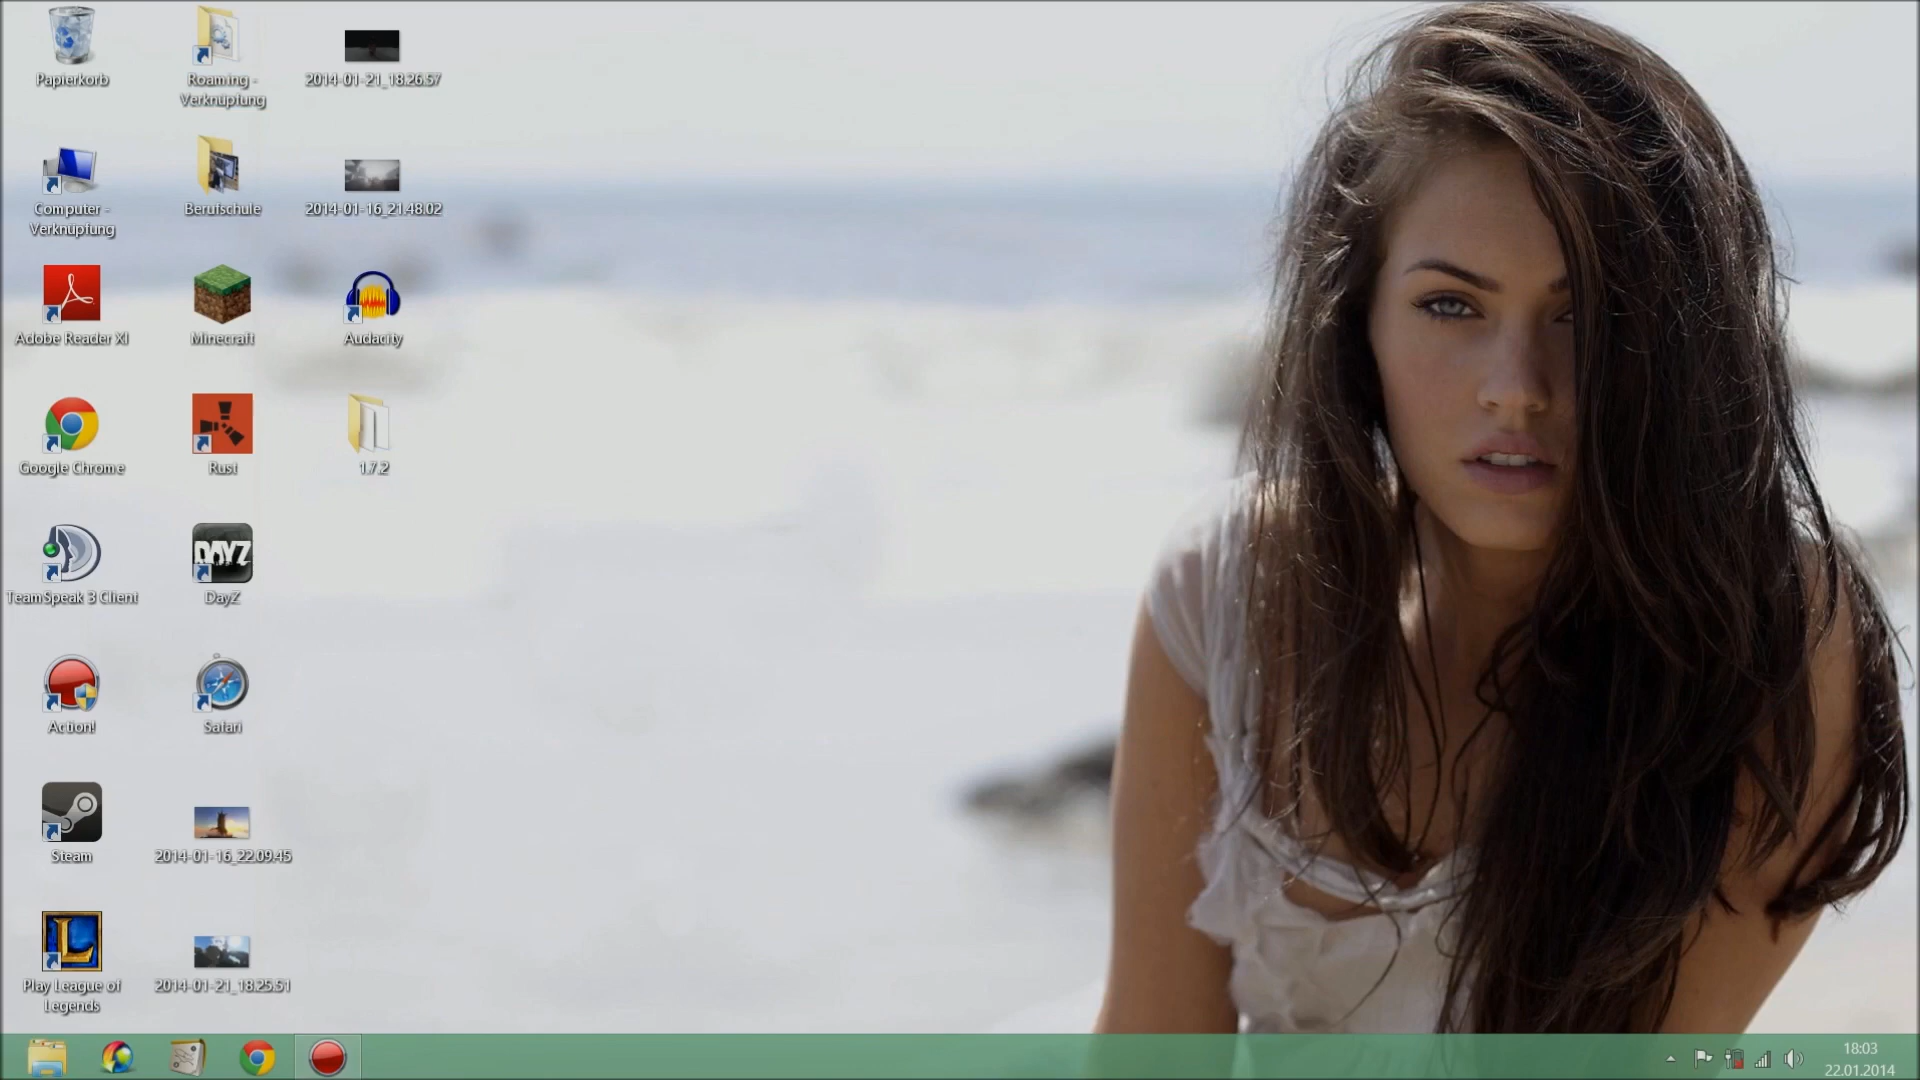 Papierkorb
Roaming -
Verknüpfung
2014-01-21_18.26.57
Computer -
Verknüpfung
Berufschule
2014-01-16_21.48.02
Adobe Reader XI
Minecraft
Audacity
Google Chrome
Rust
1.7.2
TeamSpeak 3 Client
DAYZ
DayZ
Action!
Safari
Steam
2014-01-16_22.09.45
L
Play League of
Legends
2014-01-21_18.25.51
18:03
22.01.2014